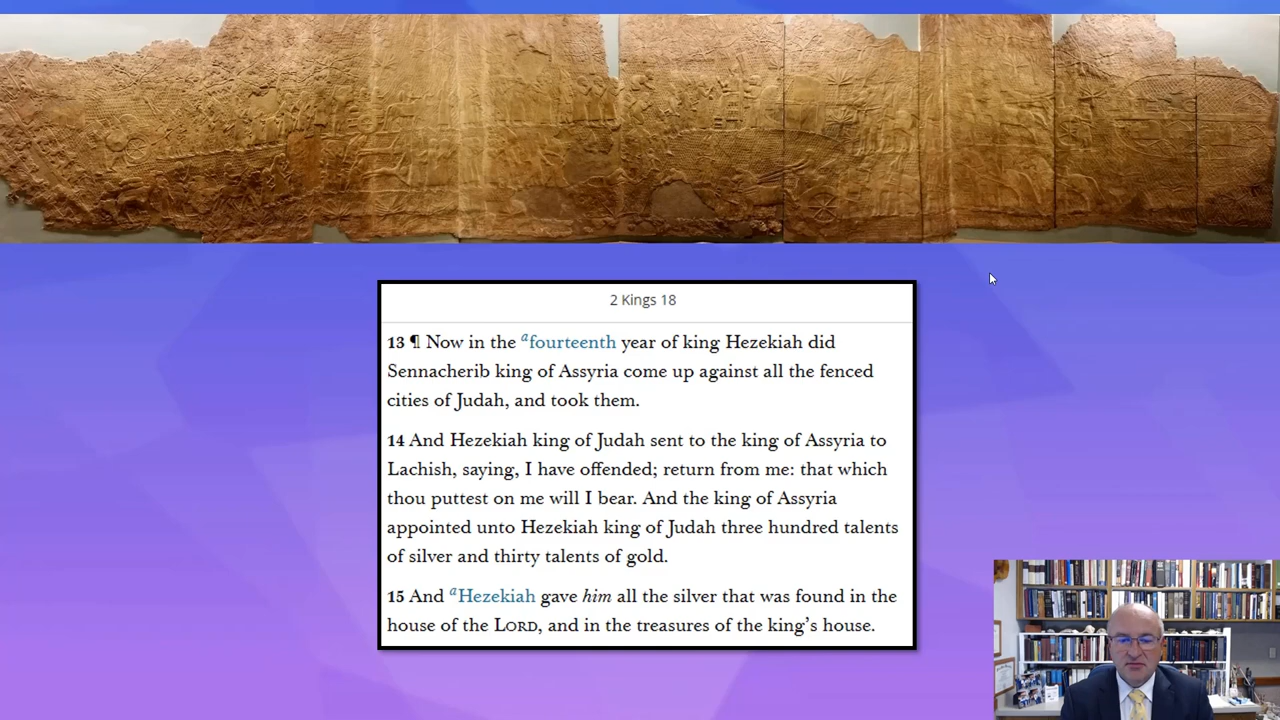 2 Kings 18
13 ¶ Now in the ᵃfourteenth year of king Hezekiah did
Sennacherib king of Assyria come up against all the fenced
cities of Judah, and took them.
14 And Hezekiah king of Judah sent to the king of Assyria to
Lachish, saying, I have offended; return from me: that which
thou puttest on me will I bear. And the king of Assyria
appointed unto Hezekiah king of Judah three hundred talents
of silver and thirty talents of gold.
15 And ᵃHezekiah gave him all the silver that was found in the
house of the LORD, and in the treasures of the king's house.